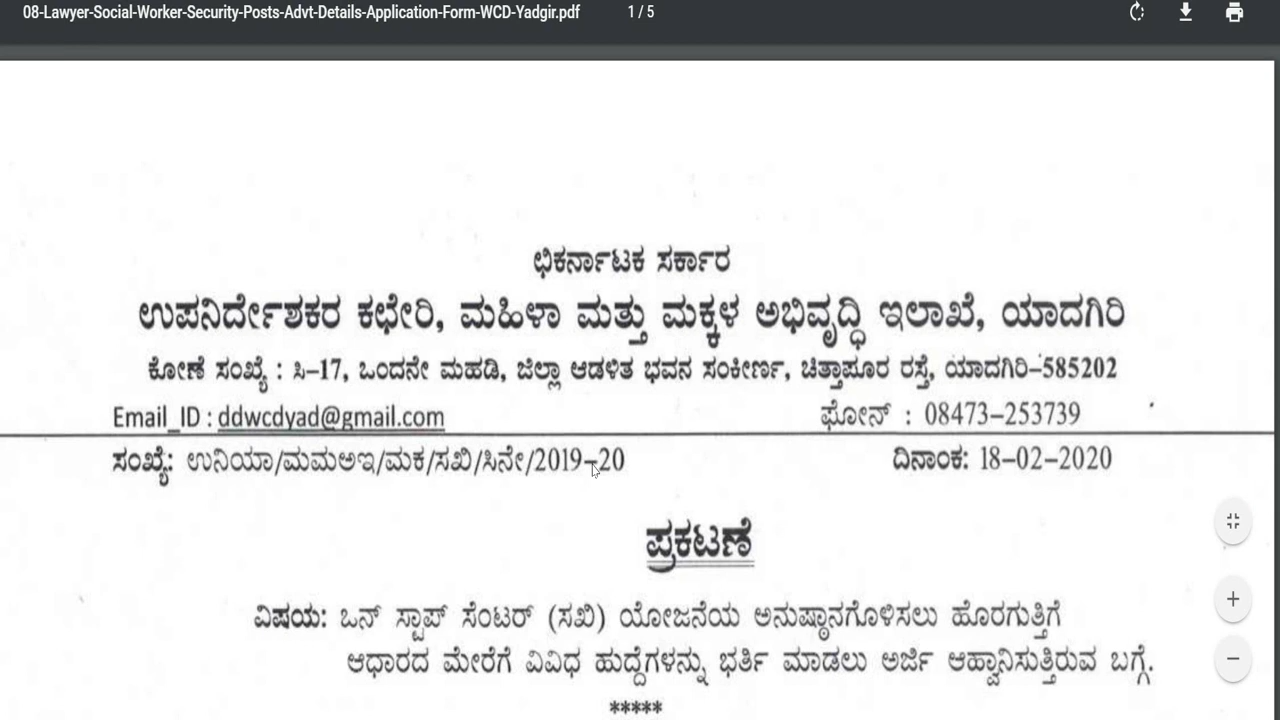 08-Lawyer-Social-Worker-Security-Posts-Advt-Details-Application-Form-WCD-Yadgir.pdf 1 / 5
ಛಿಕರ್ನಾಟಕ ಸರ್ಕಾರ
ಉಪನಿರ್ದೇಶಕರ ಕಛೇರಿ, ಮಹಿಳಾ ಮತ್ತು ಮಕ್ಕಳ ಅಭಿವೃದ್ಧಿ ಇಲಾಖೆ, ಯಾದಗಿರಿ
ಕೋಣೆ ಸಂಖ್ಯೆ : ಸಿ-17, ಒಂದನೇ ಮಹಡಿ, ಜಿಲ್ಲಾ ಆಡಳಿತ ಭವನ ಸಂಕೀರ್ಣ, ಚಿತ್ತಾಪೂರ ರಸ್ತೆ, ಯಾದಗಿರಿ-585202
Email_ID : ddwcdyad@gmail.com ಫೋನ್ : 08473-253739
ಸಂಖ್ಯೆ: ಉನಿಯಾ/ಮಮಅಇ/ಮಕ/ಸಖಿ/ಸಿನೇ/2019-20 ದಿನಾಂಕ: 18-02-2020
ಪ್ರಕಟಣೆ
ವಿಷಯ: ಒನ್ ಸ್ಟಾಪ್ ಸೆಂಟರ್ (ಸಖಿ) ಯೋಜನೆಯ ಅನುಷ್ಠಾನಗೊಳಿಸಲು ಹೊರಗುತ್ತಿಗೆ
ಆಧಾರದ ಮೇರೆಗೆ ವಿವಿಧ ಹುದ್ದೆಗಳನ್ನು ಭರ್ತಿ ಮಾಡಲು ಅರ್ಜಿ ಆಹ್ವಾನಿಸುತ್ತಿರುವ ಬಗ್ಗೆ.
*****